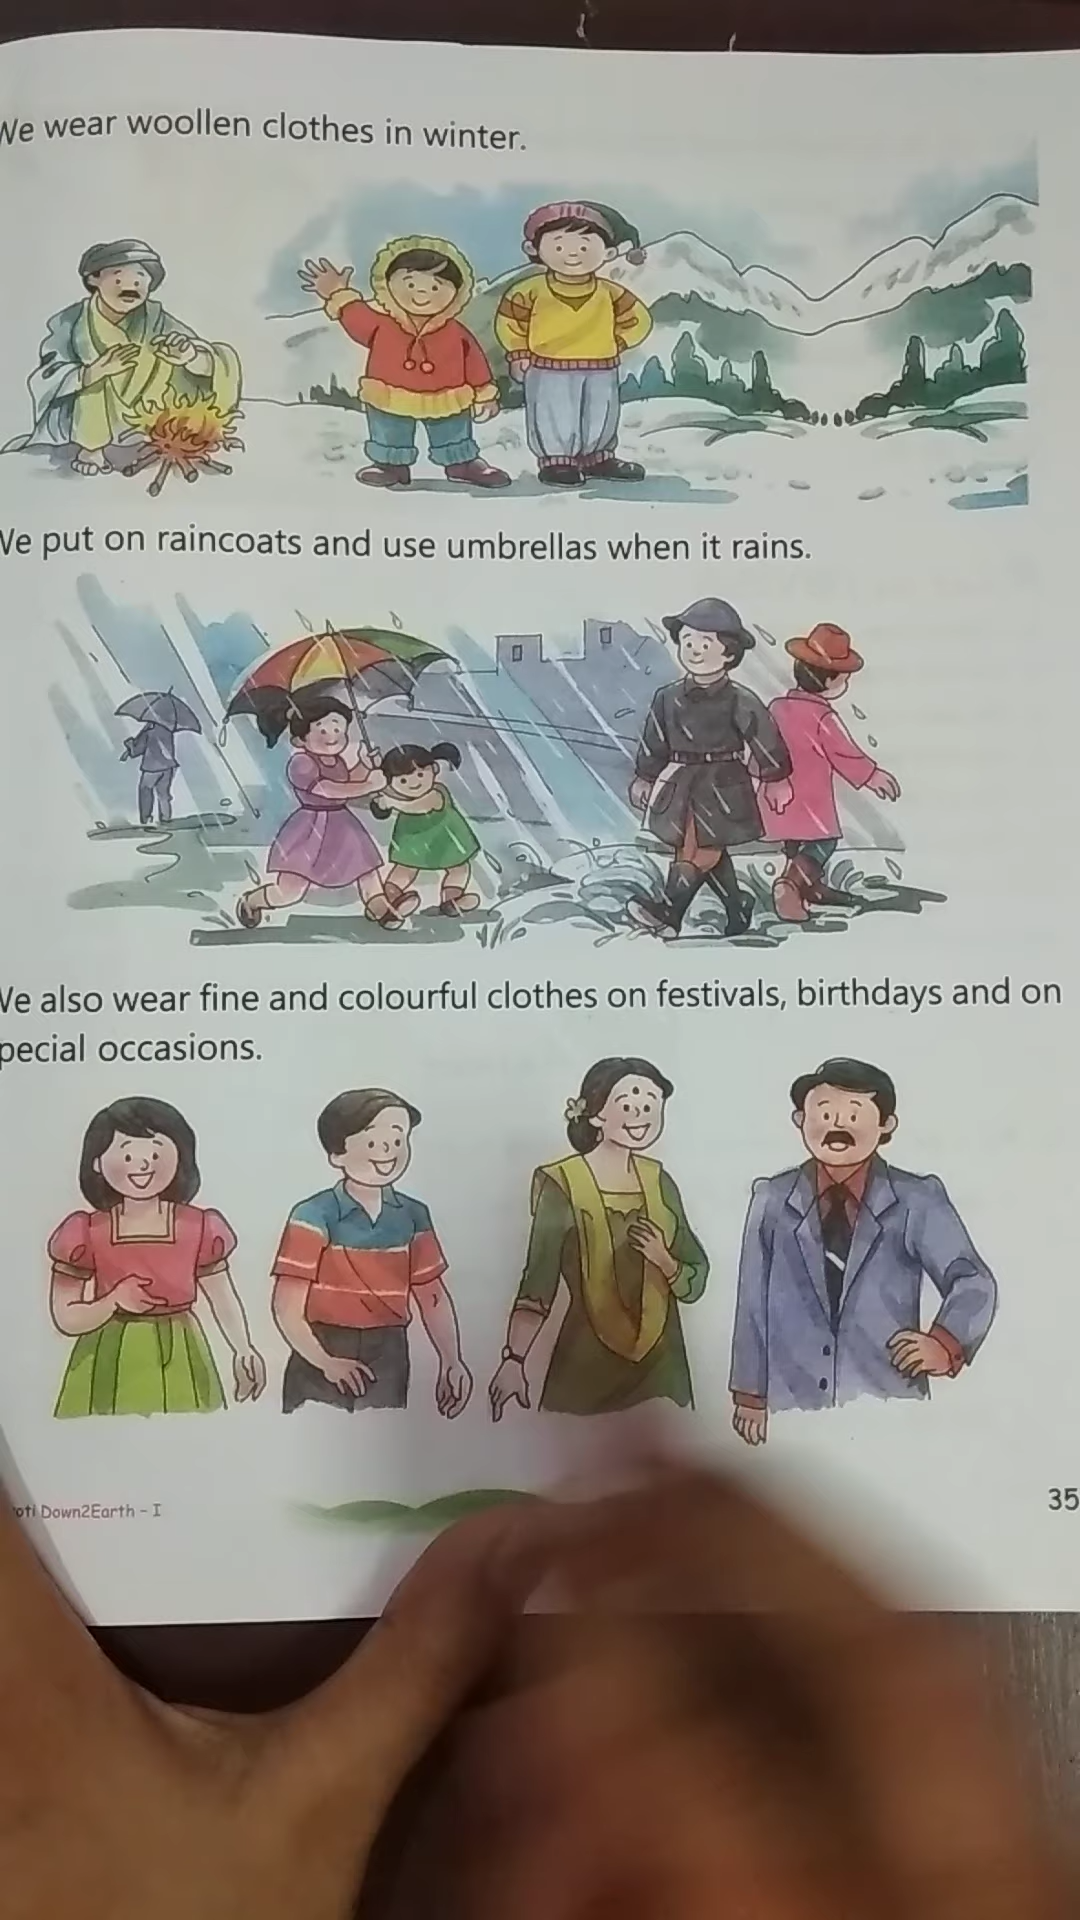 We wear woollen clothes in winter.
We put on raincoats and use umbrellas when it rains.
We also wear fine and colourful clothes on festivals, birthdays and on
pecial occasions.
oti Down2Earth - I
35